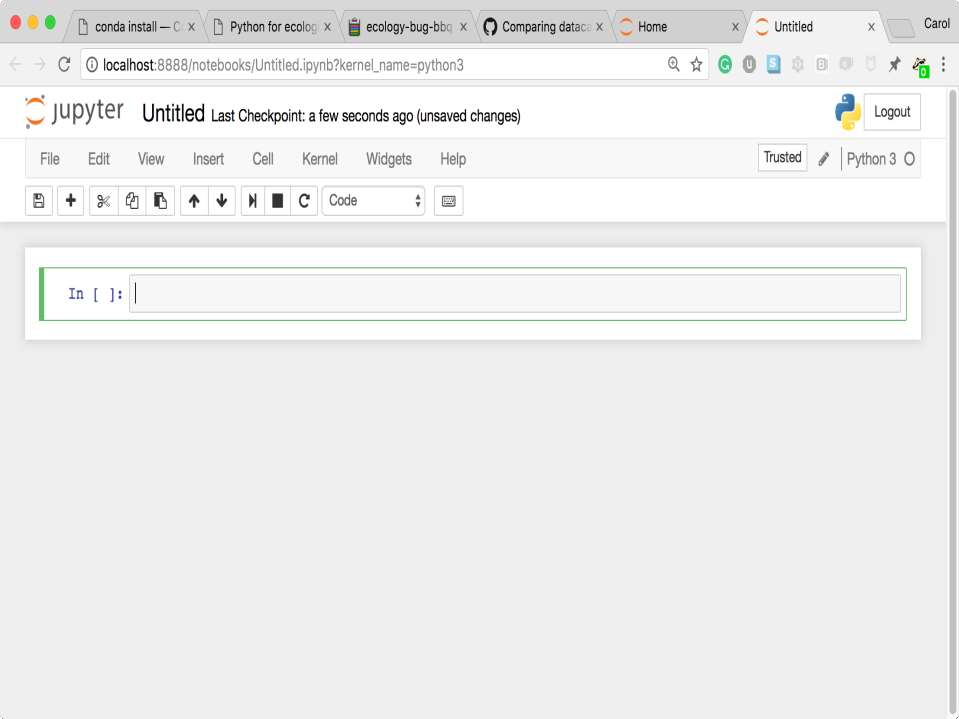 conda install — C
Python for ecolog
ecology-bug-bbq
Comparing dataca
Home
Untitled
Carol
localhost:8888/notebooks/Untitled.ipynb?kernel_name=python3
jupyter Untitled Last Checkpoint: a few seconds ago (unsaved changes)
Logout
File Edit View Insert Cell Kernel Widgets Help Trusted Python 3
Code
In [ ]: